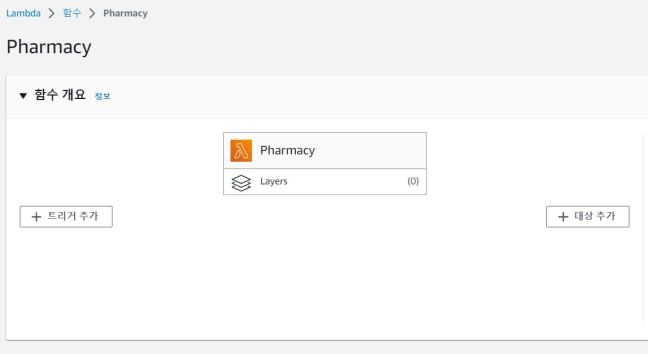 Lambda > 함수 > Pharmacy
Pharmacy
▼ 함수 개요 정보
Pharmacy
Layers (0)
+ 트리거 추가
+ 대상 추가